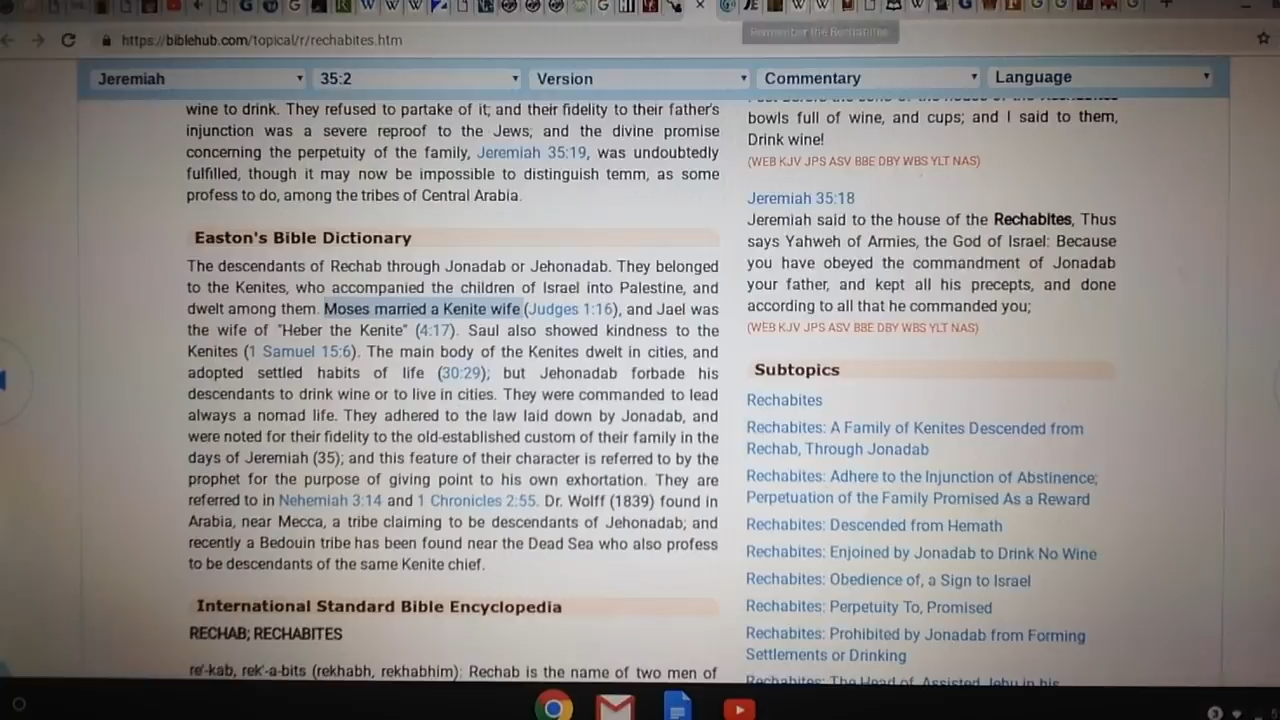 https://biblehub.com/topical/r/rechabites.htm
Remember the Rechabites
Jeremiah
35:2
Version
Commentary
Language
wine to drink. They refused to partake of it; and their fidelity to their father's
injunction was a severe reproof to the Jews; and the divine promise
concerning the perpetuity of the family, Jeremiah 35:19, was undoubtedly
fulfilled, though it may now be impossible to distinguish temm, as some
profess to do, among the tribes of Central Arabia.
Easton's Bible Dictionary
The descendants of Rechab through Jonadab or Jehonadab. They belonged
to the Kenites, who accompanied the children of Israel into Palestine, and
dwelt among them. Moses married a Kenite wife (Judges 1:16), and Jael was
the wife of "Heber the Kenite" (4:17). Saul also showed kindness to the
Kenites (1 Samuel 15:6). The main body of the Kenites dwelt in cities, and
adopted settled habits of life (30:29); but Jehonadab forbade his
descendants to drink wine or to live in cities. They were commanded to lead
always a nomad life. They adhered to the law laid down by Jonadab, and
were noted for their fidelity to the old-established custom of their family in the
days of Jeremiah (35); and this feature of their character is referred to by the
prophet for the purpose of giving point to his own exhortation. They are
referred to in Nehemiah 3:14 and 1 Chronicles 2:55. Dr. Wolff (1839) found in
Arabia, near Mecca, a tribe claiming to be descendants of Jehonadab; and
recently a Bedouin tribe has been found near the Dead Sea who also profess
to be descendants of the same Kenite chief.
International Standard Bible Encyclopedia
RECHAB; RECHABITES
re'-kab, rek'-a-bits (rekhabh, rekhabhim): Rechab is the name of two men of
bowls full of wine, and cups; and I said to them,
Drink wine!
(WEB KJV JPS ASV BBE DBY WBS YLT NAS)
Jeremiah 35:18
Jeremiah said to the house of the Rechabites, Thus
says Yahweh of Armies, the God of Israel: Because
you have obeyed the commandment of Jonadab
your father, and kept all his precepts, and done
according to all that he commanded you;
(WEB KJV JPS ASV BBE DBY WBS YLT NAS)
Subtopics
Rechabites
Rechabites: A Family of Kenites Descended from
Rechab, Through Jonadab
Rechabites: Adhere to the Injunction of Abstinence;
Perpetuation of the Family Promised As a Reward
Rechabites: Descended from Hemath
Rechabites: Enjoined by Jonadab to Drink No Wine
Rechabites: Obedience of, a Sign to Israel
Rechabites: Perpetuity To, Promised
Rechabites: Prohibited by Jonadab from Forming
Settlements or Drinking
Rechabites: The Head of, Assisted Jehu in his